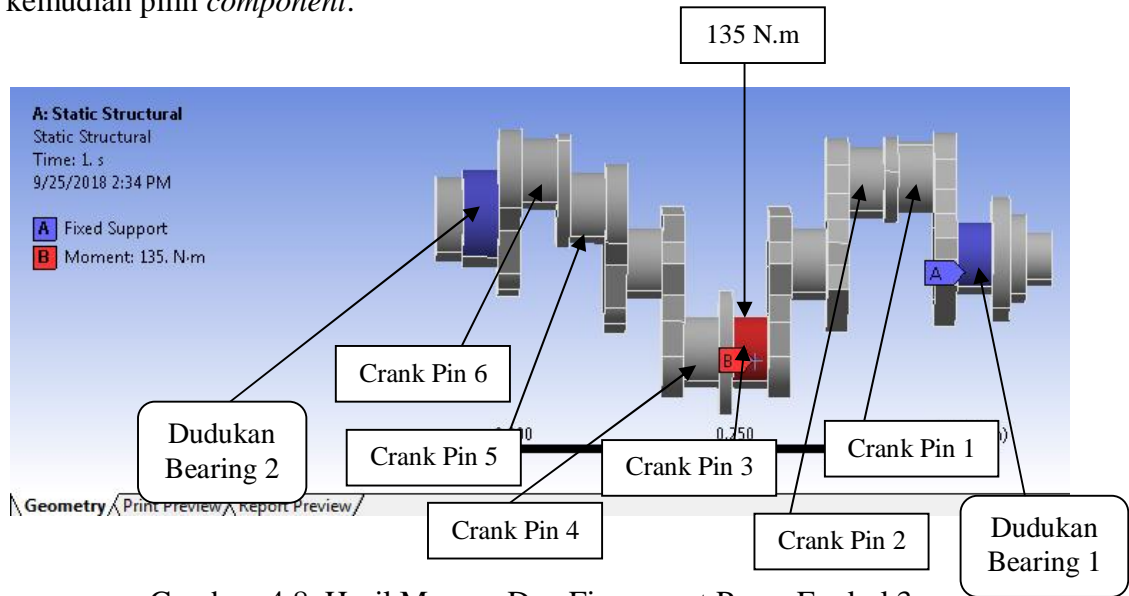 kemudian pilih component.
135 N.m
A: Static Structural
Static Structural
Time: 1. s
9/25/2018 2:34 PM
A Fixed Support
B Moment: 135. N·m
A
B
Crank Pin 6
Dudukan
Bearing 2
Crank Pin 5
Crank Pin 4
0.250
Crank Pin 3
Crank Pin 1
Crank Pin 2
Dudukan
Bearing 1
Geometry Print Preview Report Preview